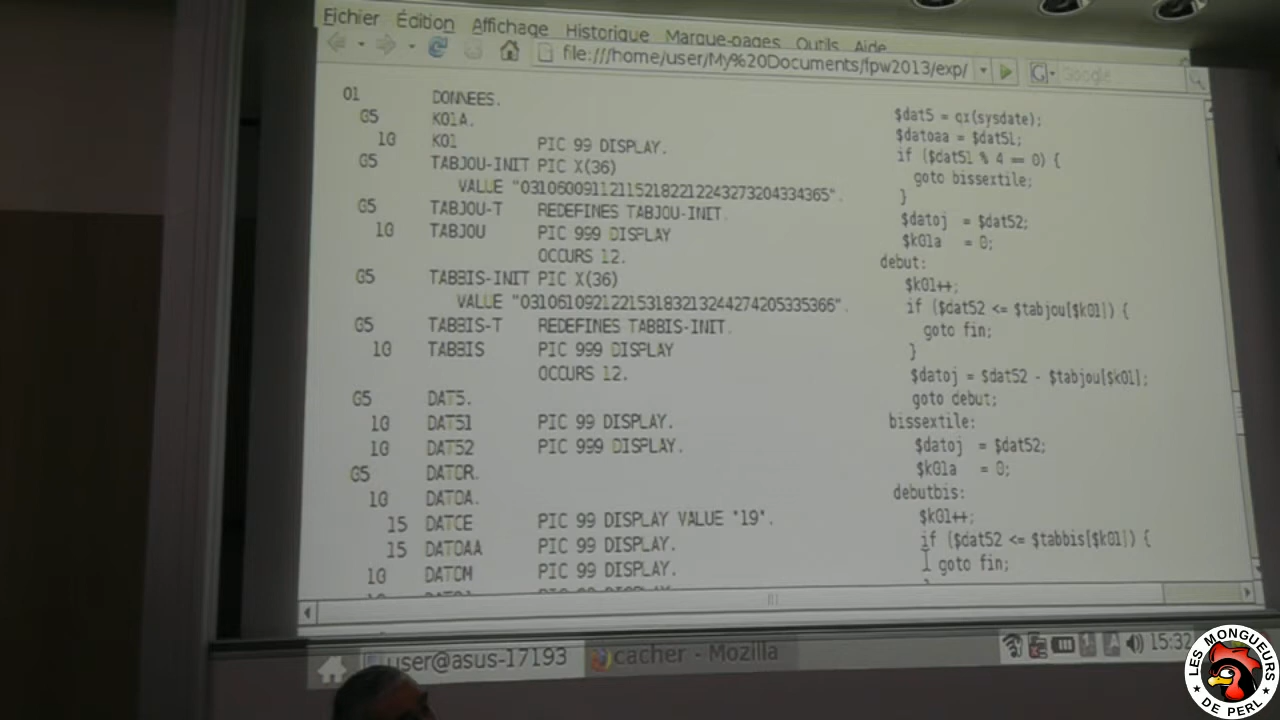 Fichier Édition Affichage Historique Marque-pages Outils Aide
file:///home/user/My%20Documents/fpw2013/exp/ Google
01 DONNEES.
05 K01A.
10 K01 PIC 99 DISPLAY.
05 TABJOU-INIT PIC X(36)
VALUE "031060091121152182212243273204334365".
05 TABJOU-T REDEFINES TABJOU-INIT.
10 TABJOU PIC 999 DISPLAY
OCCURS 12.
05 TABBIS-INIT PIC X(36)
VALUE "031061092122153183213244274205335366".
05 TABBIS-T REDEFINES TABBIS-INIT.
10 TABBIS PIC 999 DISPLAY
OCCURS 12.
05 DAT5.
10 DAT51 PIC 99 DISPLAY.
10 DAT52 PIC 999 DISPLAY.
05 DATOR.
10 DATOA.
15 DATCE PIC 99 DISPLAY VALUE "19".
15 DATOAA PIC 99 DISPLAY.
10 DATOM PIC 99 DISPLAY.
$dat5 = qx(sysdate);
$datoaa = $dat51;
if ($dat51 % 4 == 0) {
goto bissextile;
}
$datoj = $dat52;
$k01a = 0;
debut:
$k01++;
if ($dat52 <= $tabjou[$k01]) {
goto fin;
}
$datoj = $dat52 - $tabjou[$k01];
goto debut;
bissextile:
$datoj = $dat52;
$k01a = 0;
debutbis:
$k01++;
if ($dat52 <= $tabbis[$k01]) {
goto fin;
user@asus-17193 cacher - Mozilla 15:32
LES MONGUEURS
DE PERL